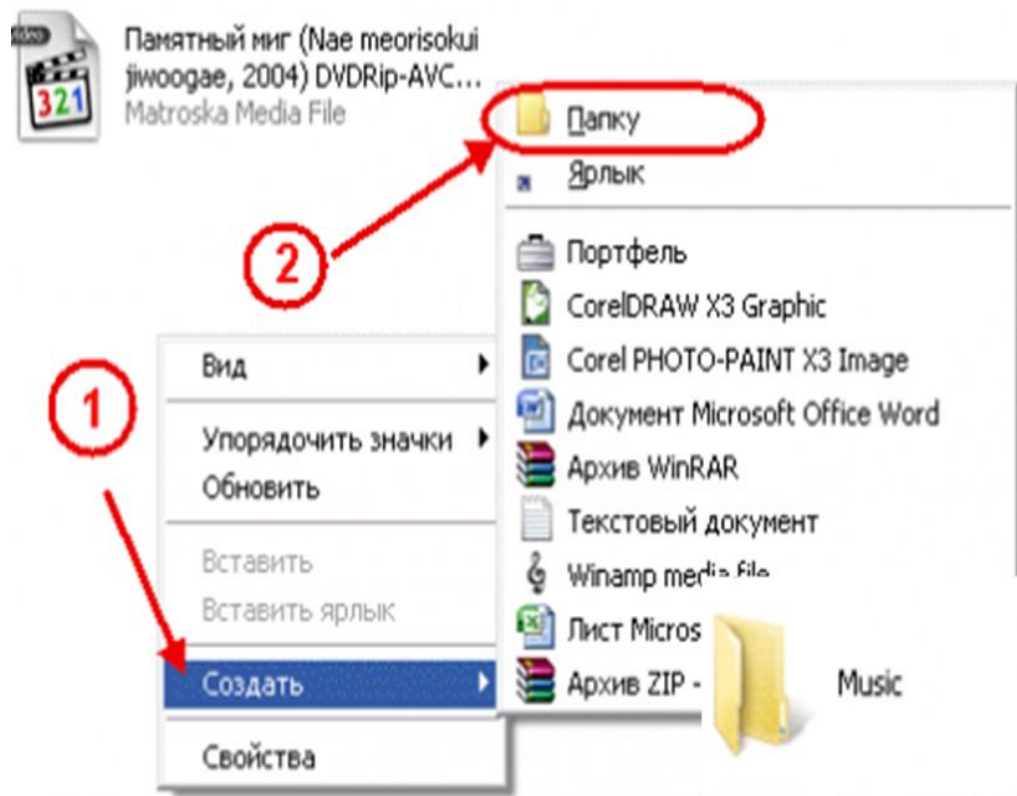 Памятный миг (Nae meorisokui
jiwoogae, 2004) DVDRip-AVC...
Matroska Media File
321
2
1
Вид
Упорядочить значки
Обновить
Вставить
Вставить ярлык
Создать
Свойства
Папку
Ярлык
Портфель
CorelDRAW X3 Graphic
Corel PHOTO-PAINT X3 Image
Документ Microsoft Office Word
Архив WinRAR
Текстовый документ
Winamp media file
Лист Micros
Архив ZIP -
Music